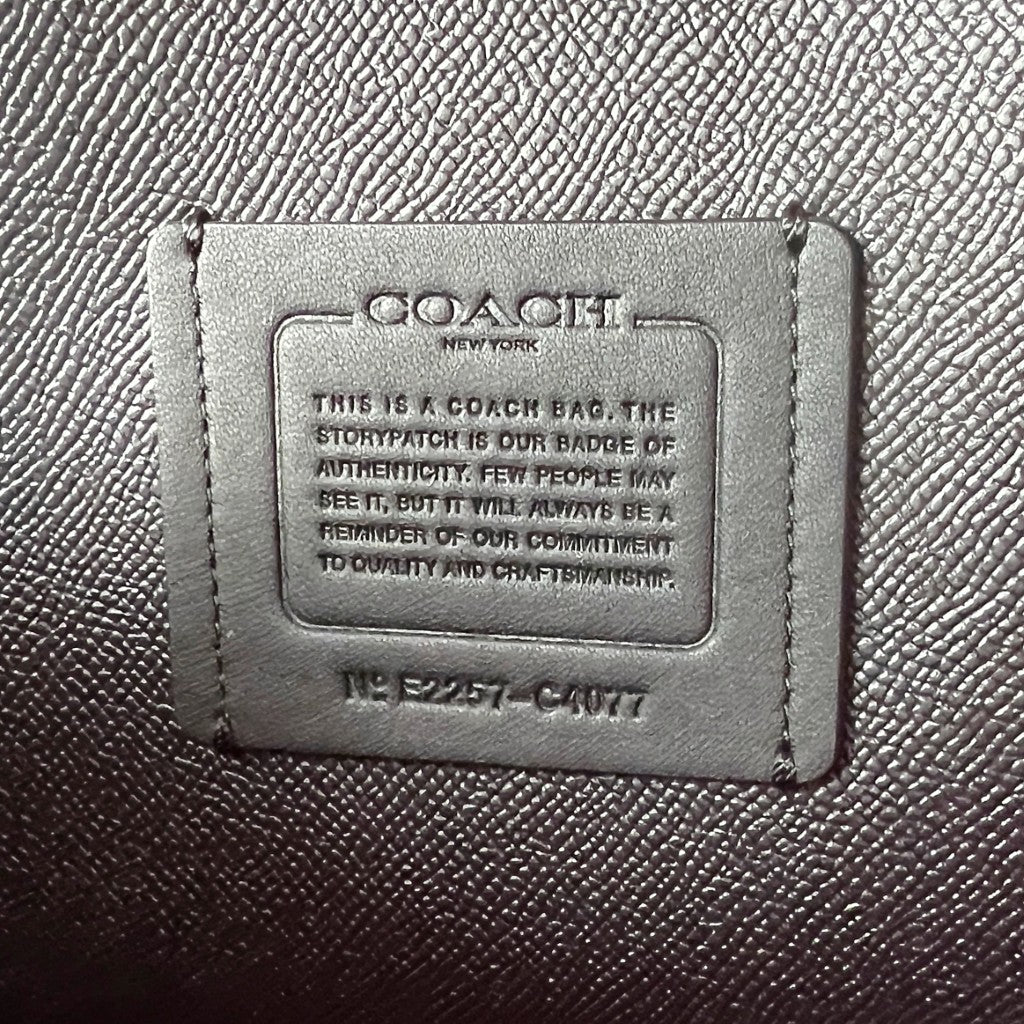 COACH
NEW YORK
THIS IS A COACH BAG. THE
STORYPATCH IS OUR BADGE OF
AUTHENTICITY. FEW PEOPLE MAY
SEE IT, BUT IT WILL ALWAYS BE A
REMINDER OF OUR COMMITMENT
TO QUALITY AND CRAFTSMANSHIP.
No E2257-C4077